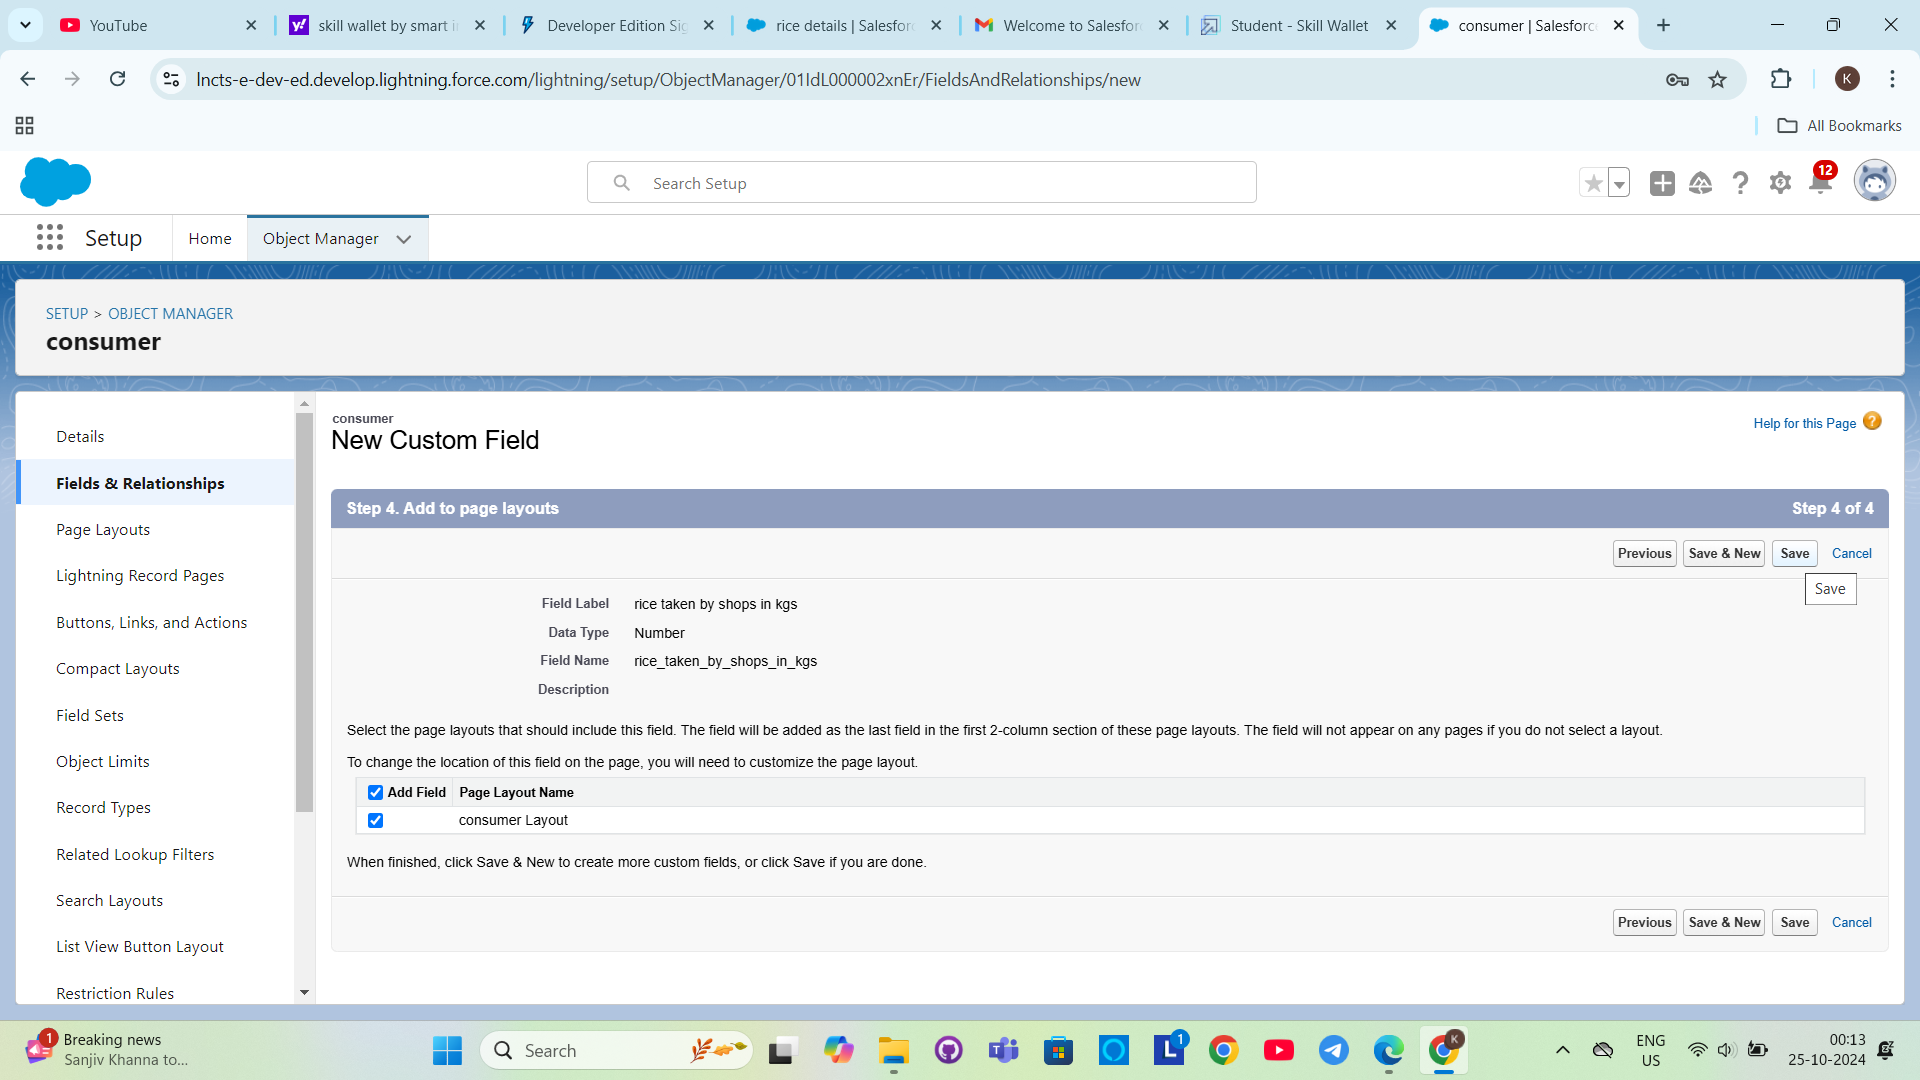 YouTube
skill wallet by smart i
Developer Edition Sig
rice details | Salesforc
Welcome to Salesfor
Student - Skill Wallet
consumer | Salesforc
lncts-e-dev-ed.develop.lightning.force.com/lightning/setup/ObjectManager/01IdL000002xnEr/FieldsAndRelationships/new
K
All Bookmarks
Search Setup
12
Setup
Home
Object Manager
SETUP > OBJECT MANAGER
consumer
Details
Fields & Relationships
Page Layouts
Lightning Record Pages
Buttons, Links, and Actions
Compact Layouts
Field Sets
Object Limits
Record Types
Related Lookup Filters
Search Layouts
List View Button Layout
Restriction Rules
consumer
New Custom Field
Help for this Page
Step 4. Add to page layouts
Step 4 of 4
Previous
Save & New
Save
Cancel
Save
Field Label rice taken by shops in kgs
Data Type Number
Field Name rice_taken_by_shops_in_kgs
Description
Select the page layouts that should include this field. The field will be added as the last field in the first 2-column section of these page layouts. The field will not appear on any pages if you do not select a layout.
To change the location of this field on the page, you will need to customize the page layout.
Add Field Page Layout Name
consumer Layout
When finished, click Save & New to create more custom fields, or click Save if you are done.
Previous
Save & New
Save
Cancel
1
Breaking news
Sanjiv Khanna to...
Search
L
1
K
ENG
US
00:13
25-10-2024